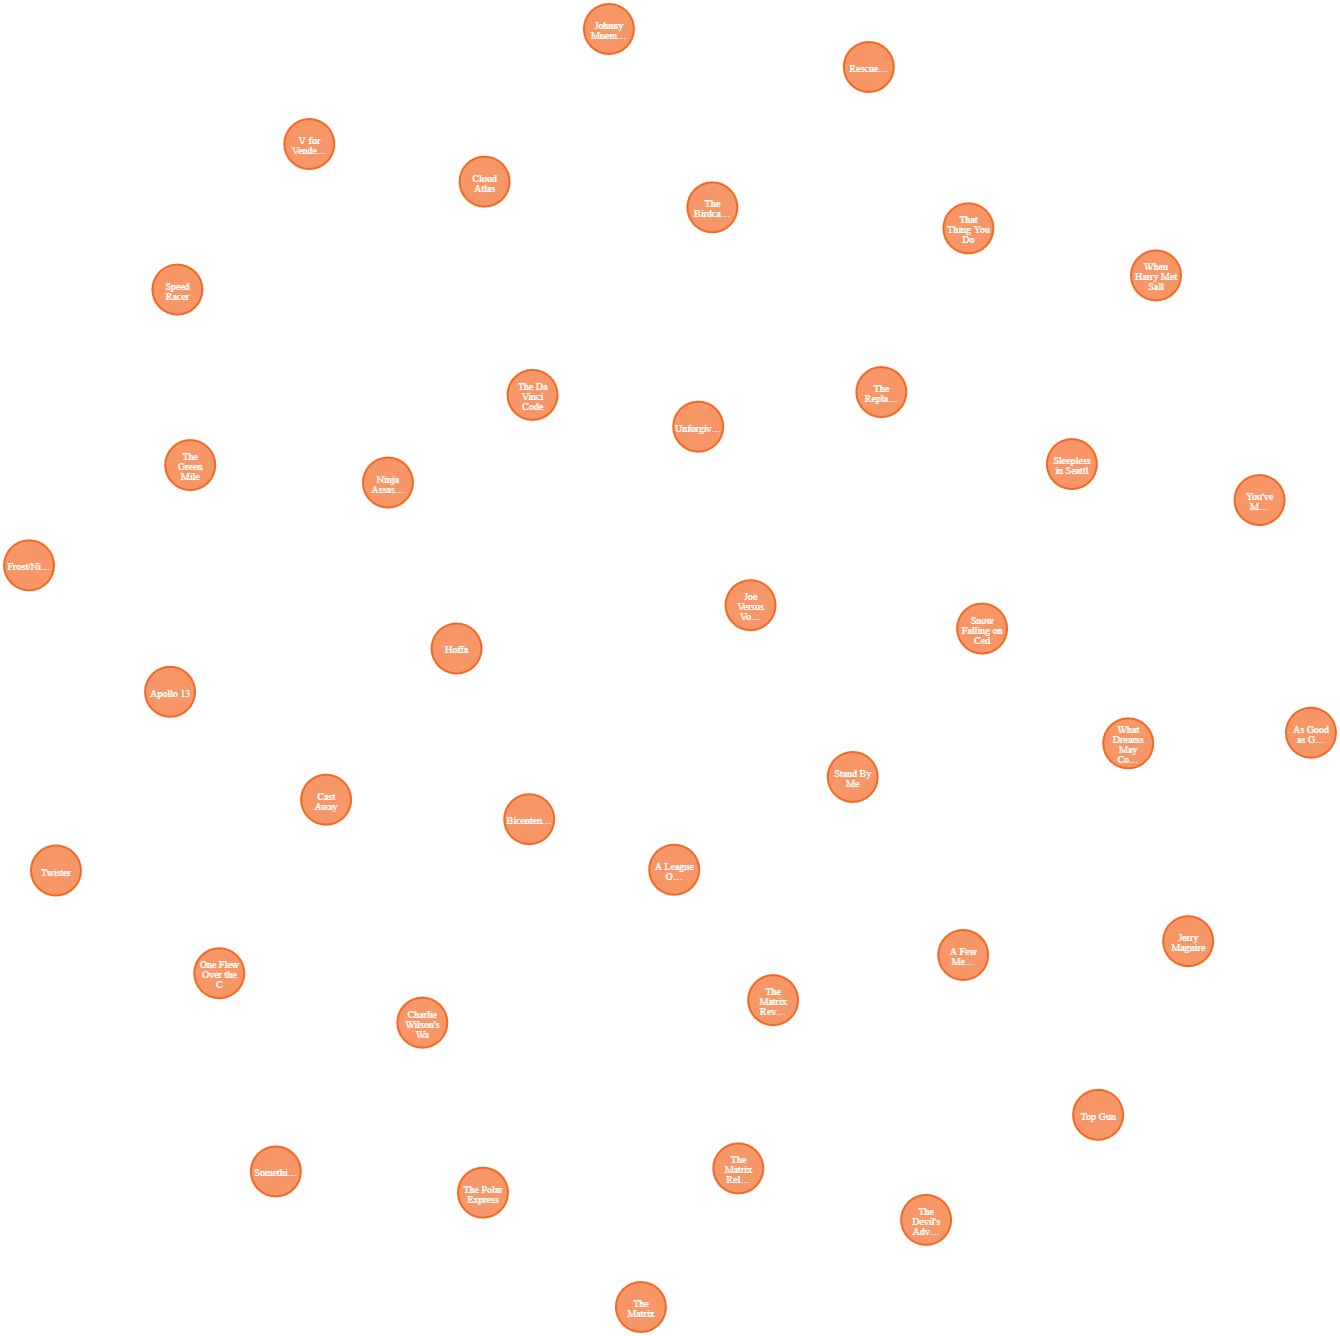 Johnny
Mnem…
Rescue…
V for
Vende…
Cloud
Atlas
The
Birdca…
That
Thing You
Do
When
Harry Met
Sall
Speed
Racer
The Da
Vinci
Code
The
Repla…
Unforgiv…
The
Green
Mile
Ninja
Assas…
Sleepless
in Seattl
You've
M…
Frost/Ni…
Joe
Versus
Vo…
Snow
Falling on
Ced
Hoffa
Apollo 13
What
Dreams
May
Co…
As Good
as G…
Stand By
Me
Cast
Away
Bicenten…
A League
O…
Twister
Jerry
Maguire
A Few
Me…
One Flew
Over the
C
The
Matrix
Rev…
Charlie
Wilson's
Wa
Top Gun
Somethi…
The
Matrix
Rel…
The Polar
Express
The
Devil's
Adv…
The
Matrix